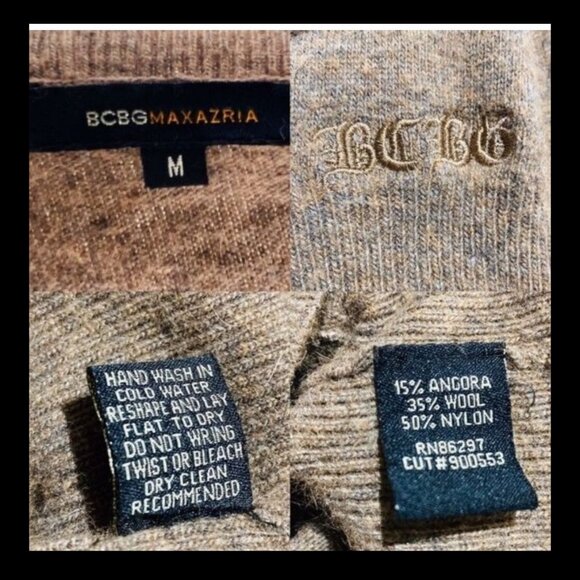 BCBGMAXAZRIA
M
BCBG
HAND WASH IN
COLD WATER
RESHAPE AND LAY
FLAT TO DRY
DO NOT WRING
TWIST OR BLEACH
DRY CLEAN
RECOMMENDED
15% ANGORA
35% WOOL
50% NYLON
RN86297
CUT#900553